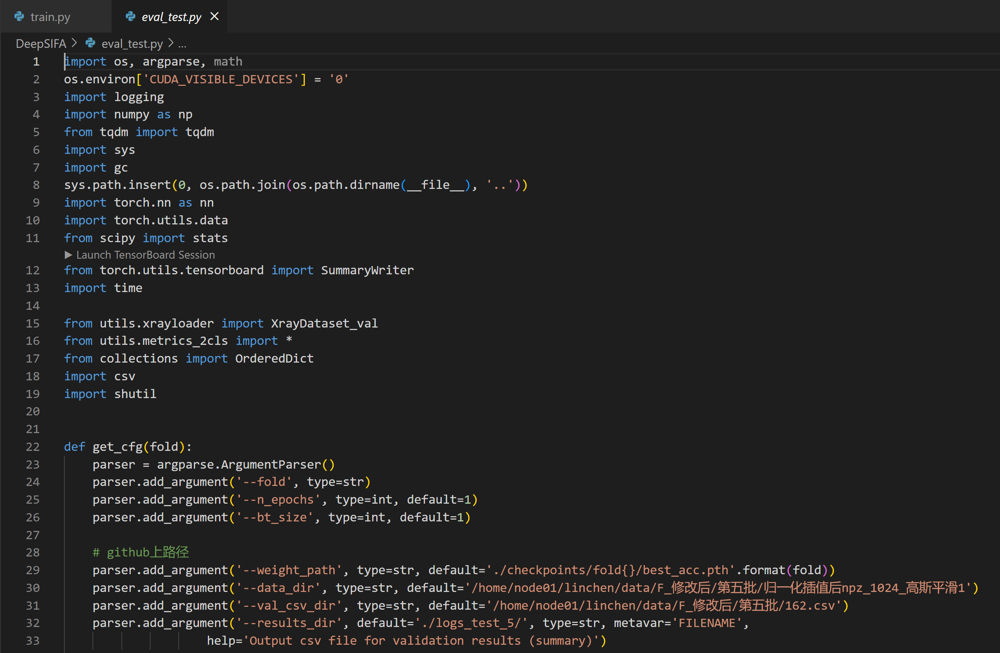 train.py
eval_test.py
DeepSIFA > eval_test.py > ...
1 import os, argparse, math
2 os.environ['CUDA_VISIBLE_DEVICES'] = '0'
3 import logging
4 import numpy as np
5 from tqdm import tqdm
6 import sys
7 import gc
8 sys.path.insert(0, os.path.join(os.path.dirname(__file__), '..'))
9 import torch.nn as nn
10 import torch.utils.data
11 from scipy import stats
Launch TensorBoard Session
12 from torch.utils.tensorboard import SummaryWriter
13 import time
14
15 from utils.xrayloader import XrayDataset_val
16 from utils.metrics_2cls import *
17 from collections import OrderedDict
18 import csv
19 import shutil
20
21
22 def get_cfg(fold):
23     parser = argparse.ArgumentParser()
24     parser.add_argument('--fold', type=str)
25     parser.add_argument('--n_epochs', type=int, default=1)
26     parser.add_argument('--bt_size', type=int, default=1)
27
28     # github上路径
29     parser.add_argument('--weight_path', type=str, default='./checkpoints/fold{}/best_acc.pth'.format(fold))
30     parser.add_argument('--data_dir', type=str, default='/home/node01/linchen/data/F_修改后/第五批/归一化插值后npz_1024_高斯平滑1')
31     parser.add_argument('--val_csv_dir', type=str, default='/home/node01/linchen/data/F_修改后/第五批/162.csv')
32     parser.add_argument('--results_dir', default='./logs_test_5/', type=str, metavar='FILENAME',
33                     help='Output csv file for validation results (summary)')